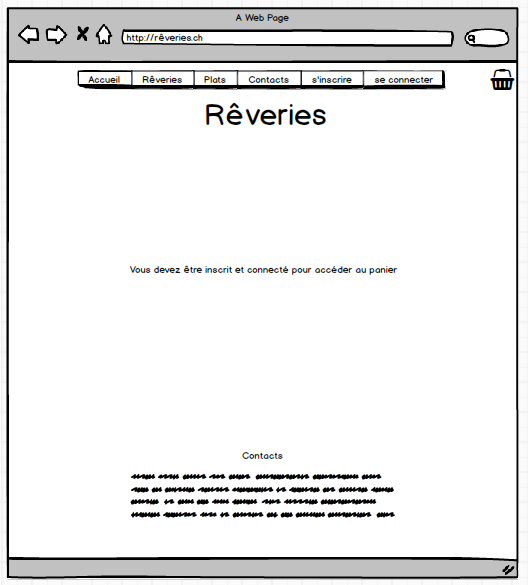 A Web Page
http://rêveries.ch
Accueil Rêveries Plats Contacts s'inscrire se connecter
Rêveries
Vous devez être inscrit et connecté pour accéder au panier
Contacts